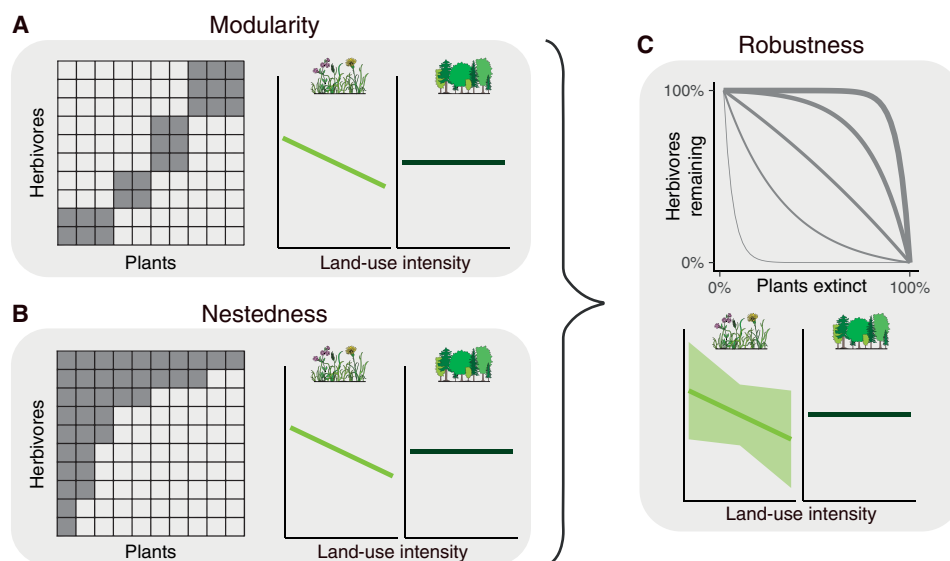 A
Modularity
Herbivores
Plants
Land-use intensity
B
Nestedness
Herbivores
Plants
Land-use intensity
C
Robustness
100%
Herbivores
remaining
0%
0%
Plants extinct
100%
Land-use intensity